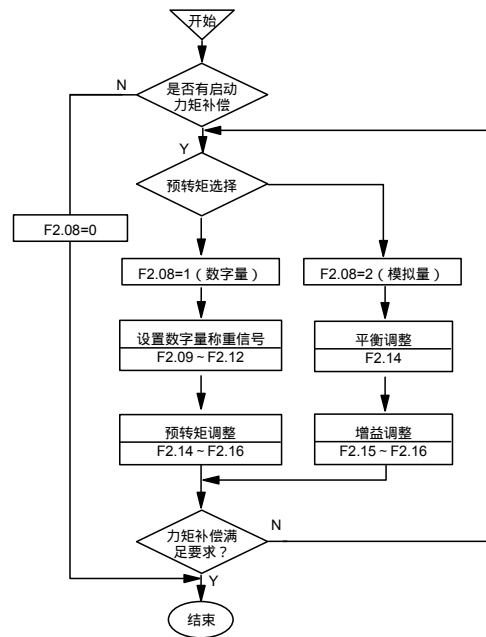 开始
N
是否有启动
力矩补偿
Y
预转矩选择
F2.08=0
F2.08=1（数字量）
F2.08=2（模拟量）
设置数字量称重信号
F2.09~F2.12
平衡调整
F2.14
预转矩调整
F2.14~F2.16
增益调整
F2.15~F2.16
力矩补偿满
足要求？
N
Y
结束